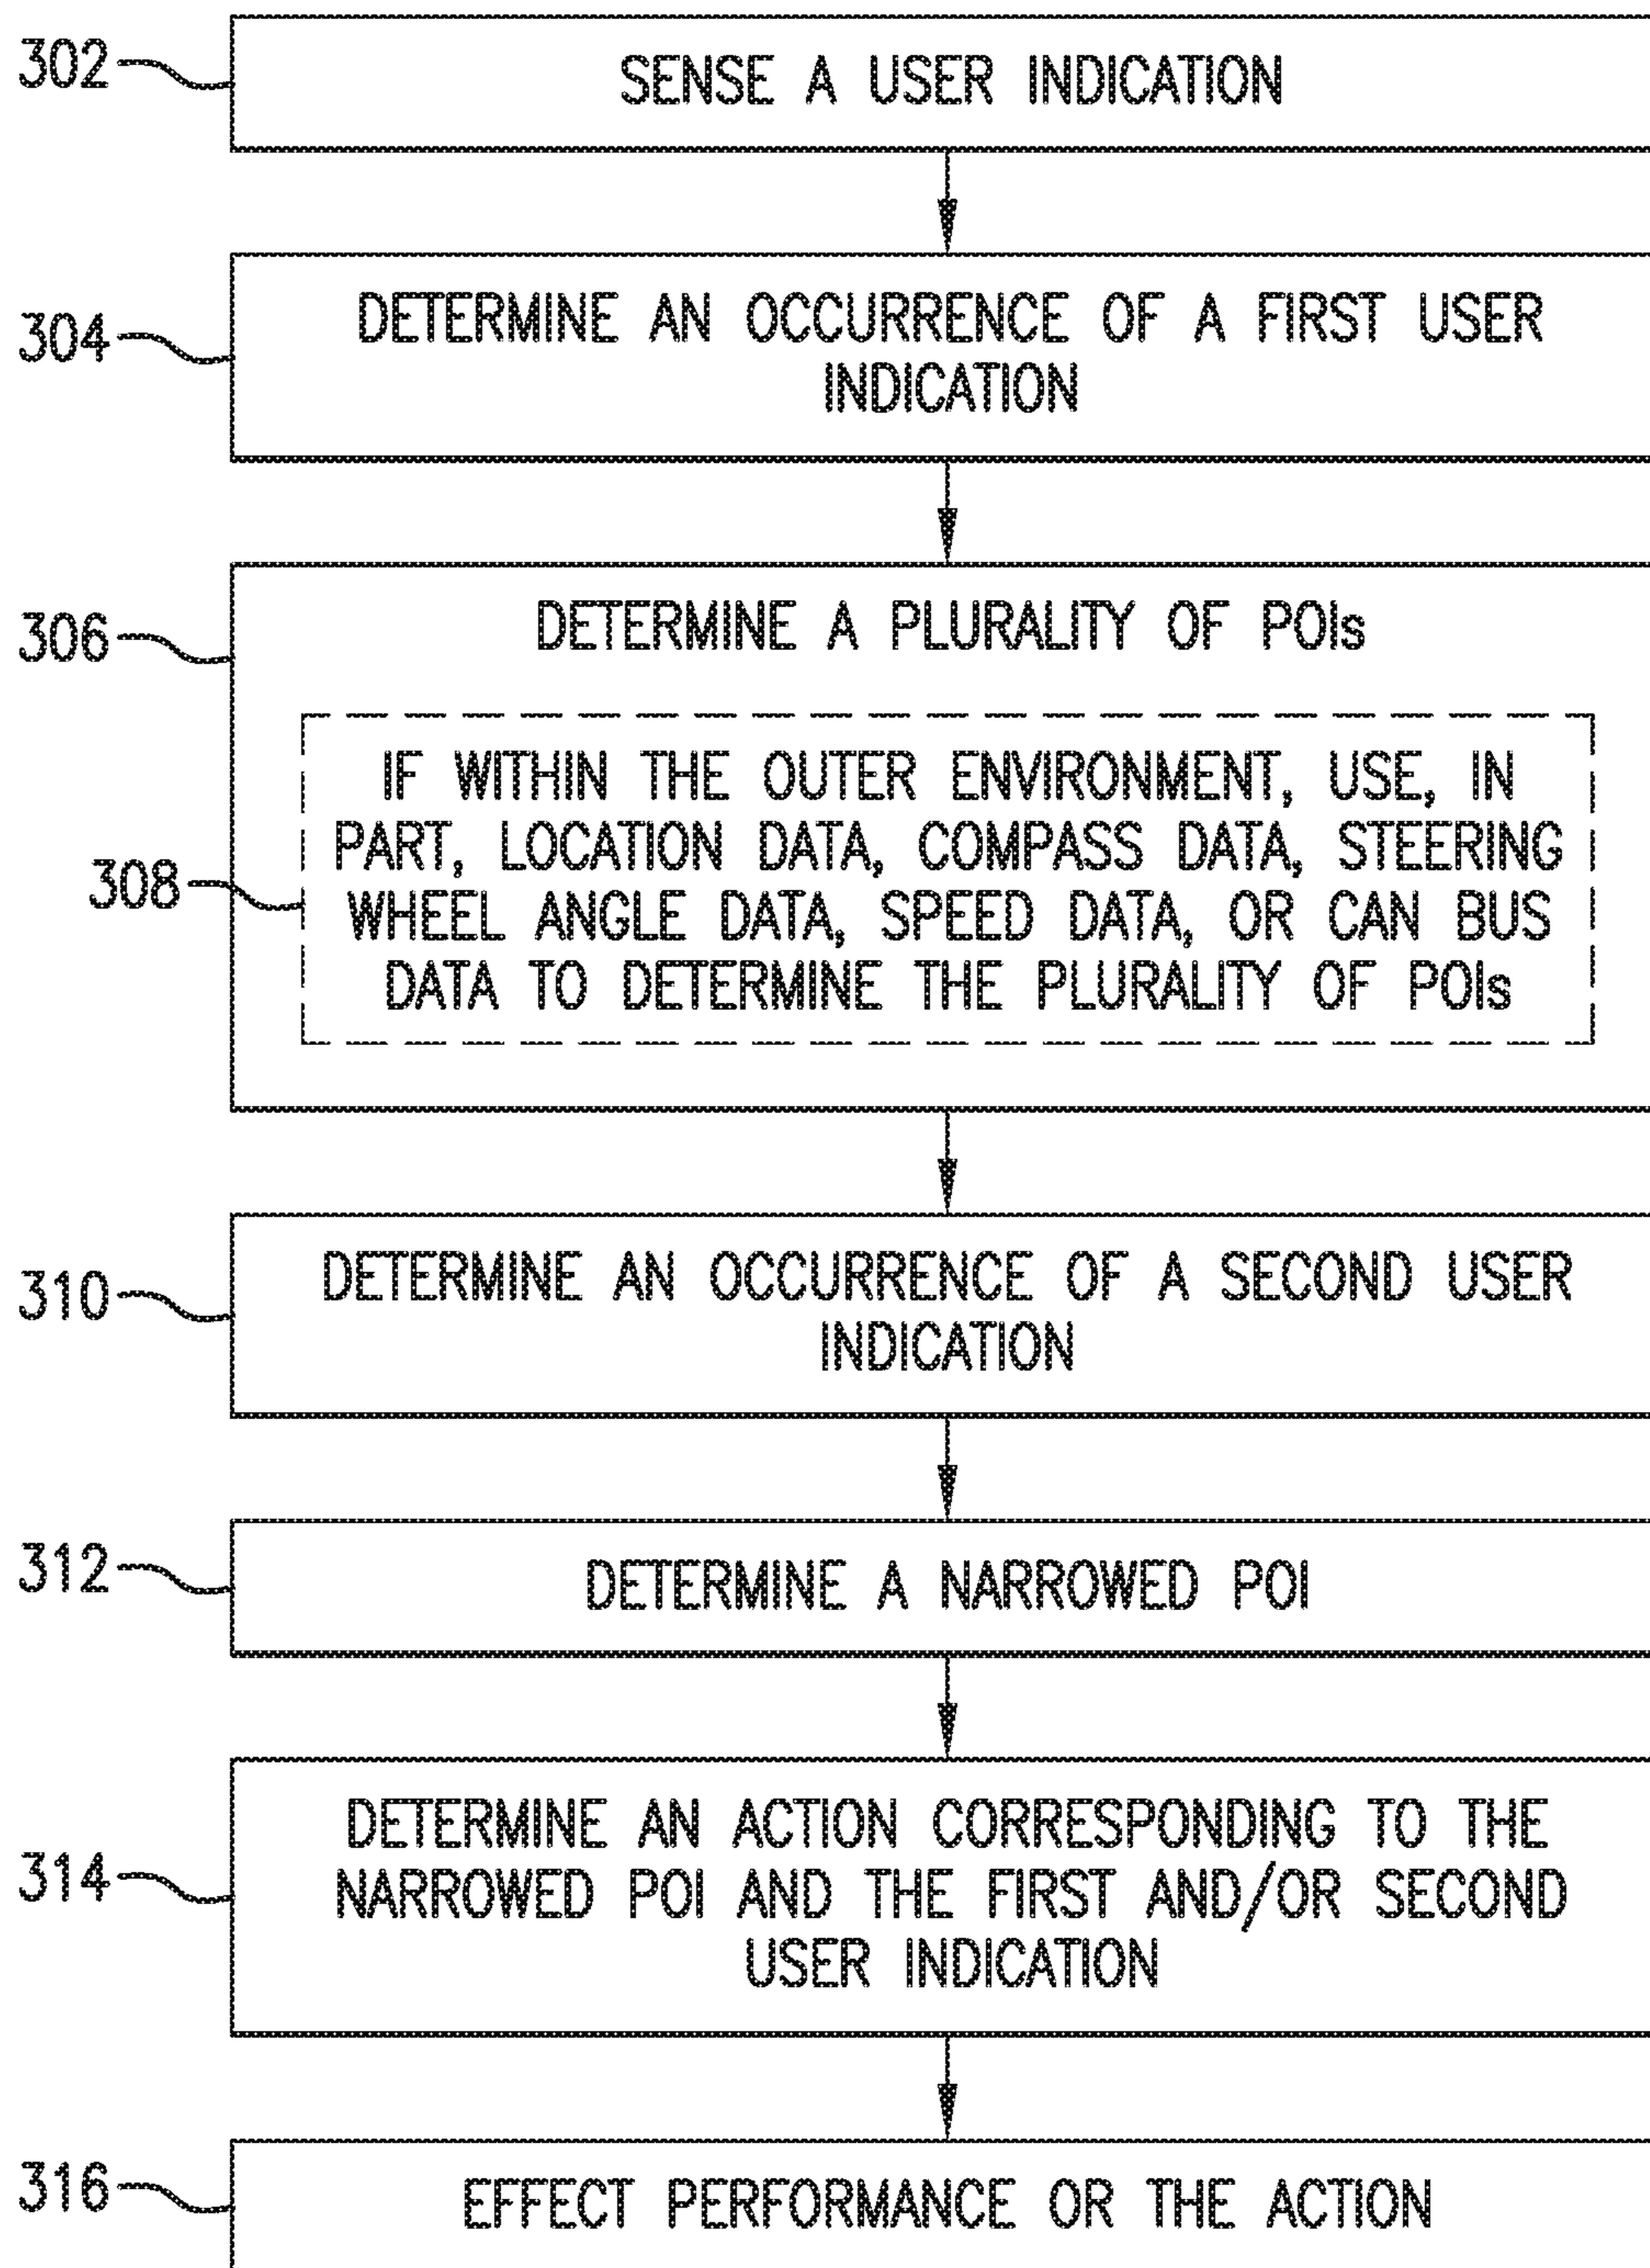 302
SENSE A USER INDICATION
304
DETERMINE AN OCCURRENCE OF A FIRST USER
INDICATION
306
DETERMINE A PLURALITY OF POIs
308
IF WITHIN THE OUTER ENVIRONMENT, USE, IN
PART, LOCATION DATA, COMPASS DATA, STEERING
WHEEL ANGLE DATA, SPEED DATA, OR CAN BUS
DATA TO DETERMINE THE PLURALITY OF POIs
310
DETERMINE AN OCCURRENCE OF A SECOND USER
INDICATION
312
DETERMINE A NARROWED POI
314
DETERMINE AN ACTION CORRESPONDING TO THE
NARROWED POI AND THE FIRST AND/OR SECOND
USER INDICATION
316
EFFECT PERFORMANCE OR THE ACTION